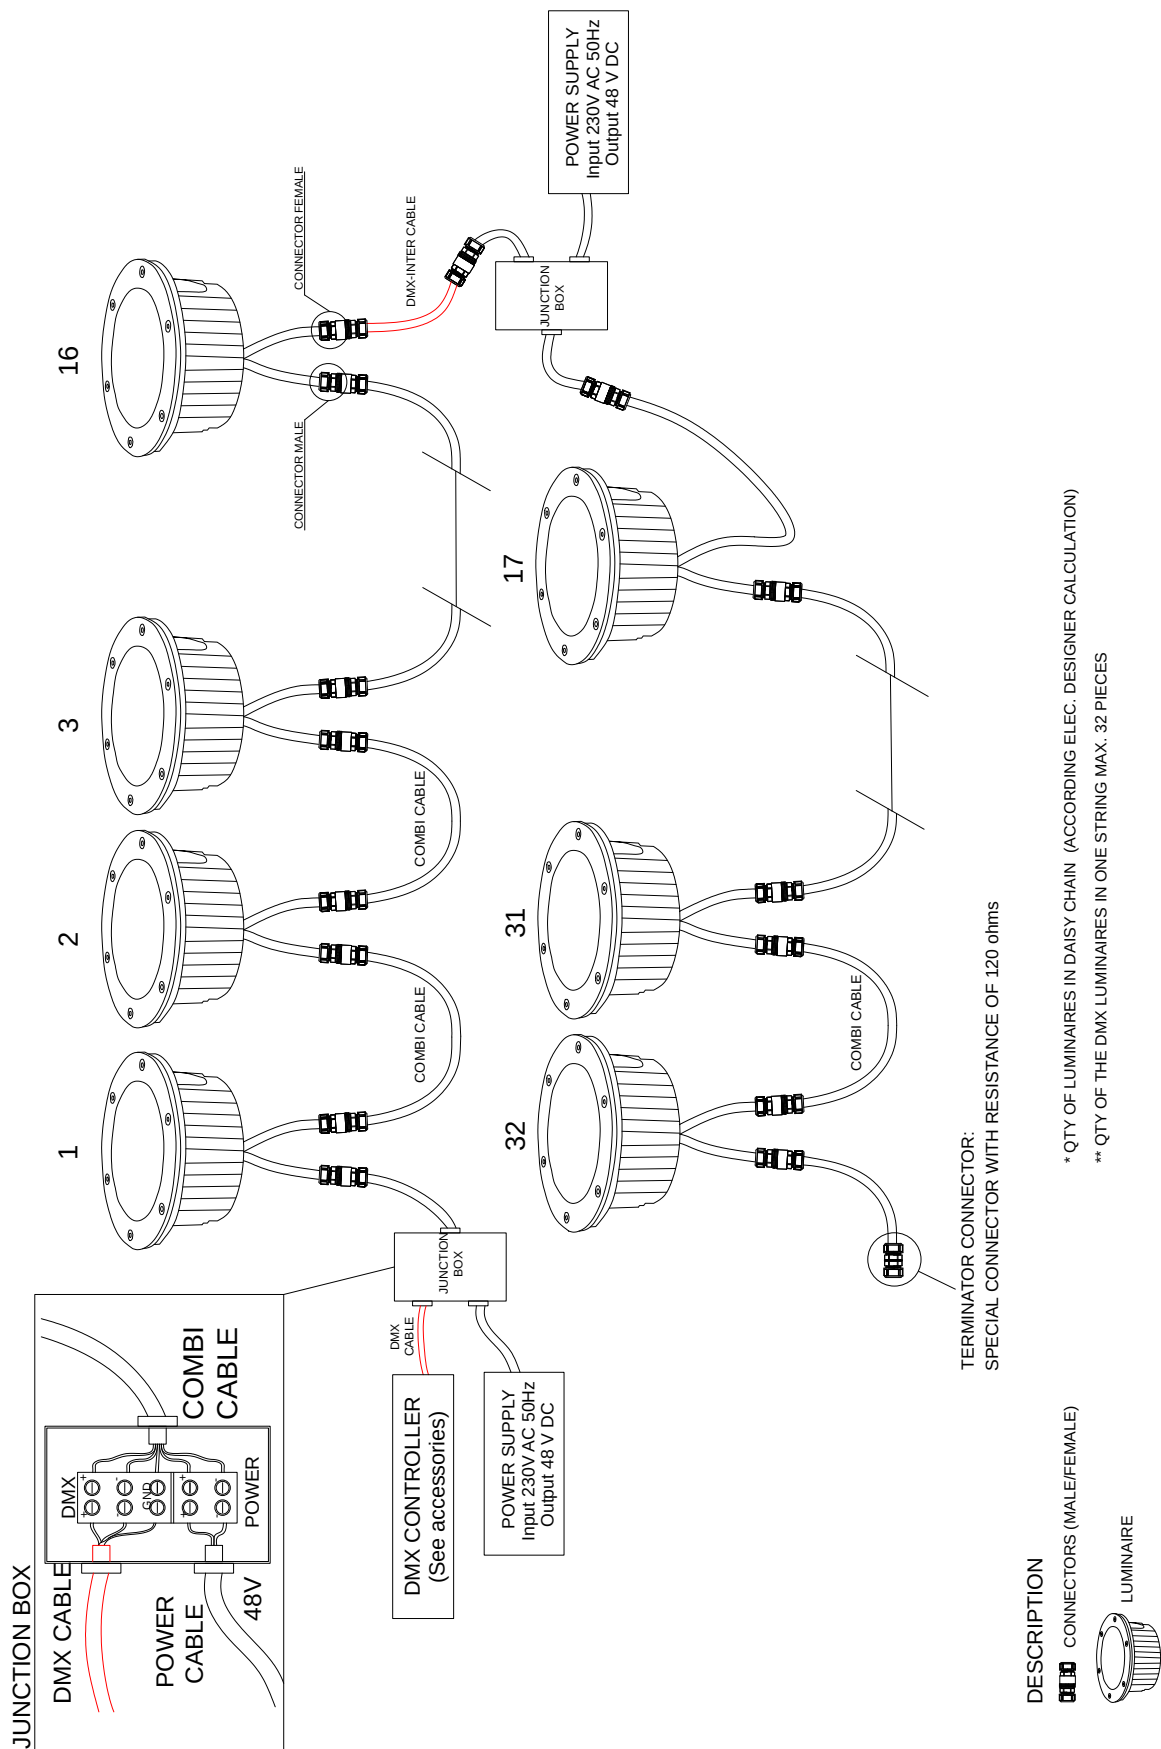 JUNCTION BOX
DMX CABLE
POWER
CABLE
48V
DMX
+
-
GND
+
-
+
-
+
-
POWER
COMBI
CABLE
1
2
3
16
CONNECTOR MALE
CONNECTOR FEMALE
DMX-INTER CABLE
COMBI CABLE
COMBI CABLE
JUNCTION
BOX
DMX
CABLE
DMX CONTROLLER
(See accessories)
POWER SUPPLY
Input 230V AC 50Hz
Output 48 V DC
POWER SUPPLY
Input 230V AC 50Hz
Output 48 V DC
JUNCTION
BOX
32
31
17
COMBI CABLE
TERMINATOR CONNECTOR:
SPECIAL CONNECTOR WITH RESISTANCE OF 120 ohms
DESCRIPTION
CONNECTORS (MALE/FEMALE)
LUMINAIRE
* QTY OF LUMINAIRES IN DAISY CHAIN (ACCORDING ELEC. DESIGNER CALCULATION)
** QTY OF THE DMX LUMINAIRES IN ONE STRING MAX. 32 PIECES